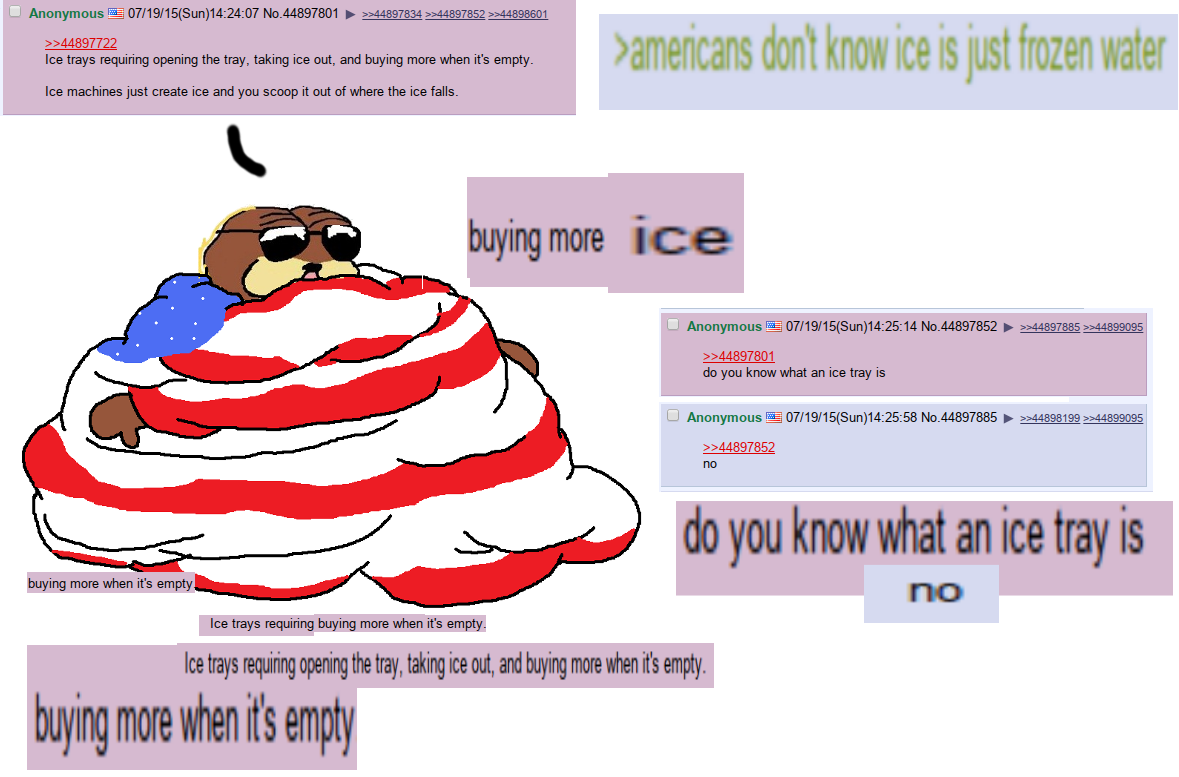 Anonymous 07/19/15(Sun)14:24:07 No.44897801 ▶ >>44897834 >>44897852 >>44898601
>>44897722
Ice trays requiring opening the tray, taking ice out, and buying more when it's empty.
Ice machines just create ice and you scoop it out of where the ice falls.
>americans don't know ice is just frozen water
buying more ice
Anonymous 07/19/15(Sun)14:25:14 No.44897852 ▶ >>44897885 >>44899095
>>44897801
do you know what an ice tray is
Anonymous 07/19/15(Sun)14:25:58 No.44897885 ▶ >>44898199 >>44899095
>>44897852
no
do you know what an ice tray is
no
buying more when it's empty.
Ice trays requiring buying more when it's empty.
Ice trays requiring opening the tray, taking ice out, and buying more when it's empty.
buying more when it's empty